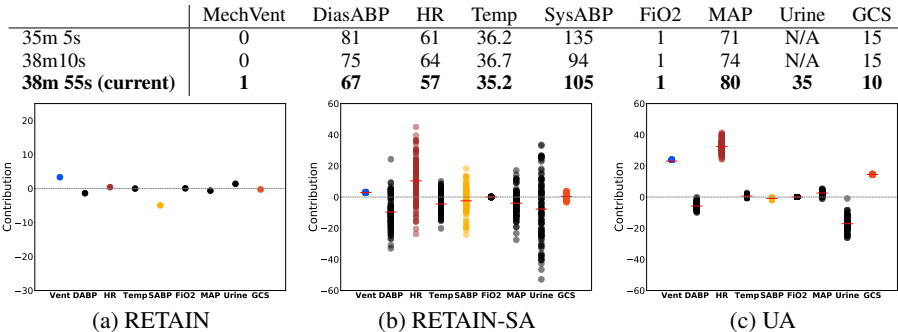 MechVent DiasABP HR Temp SysABP FiO2 MAP Urine GCS
35m 5s 0 81 61 36.2 135 1 71 N/A 15
38m10s 0 75 64 36.7 94 1 74 N/A 15
38m 55s (current) 1 67 57 35.2 105 1 80 35 10
Contribution
20
10
0
−10
−20
−30
Vent DABP HR Temp SABP FiO2 MAP Urine GCS
(a) RETAIN
Contribution
60
40
20
0
−20
−40
−60
Vent DABP HR Temp SABP FiO2 MAP Urine GCS
(b) RETAIN-SA
Contribution
60
40
20
0
−20
−40
−60
Vent DABP HR Temp SABP FiO2 MAP Urine GCS
(c) UA